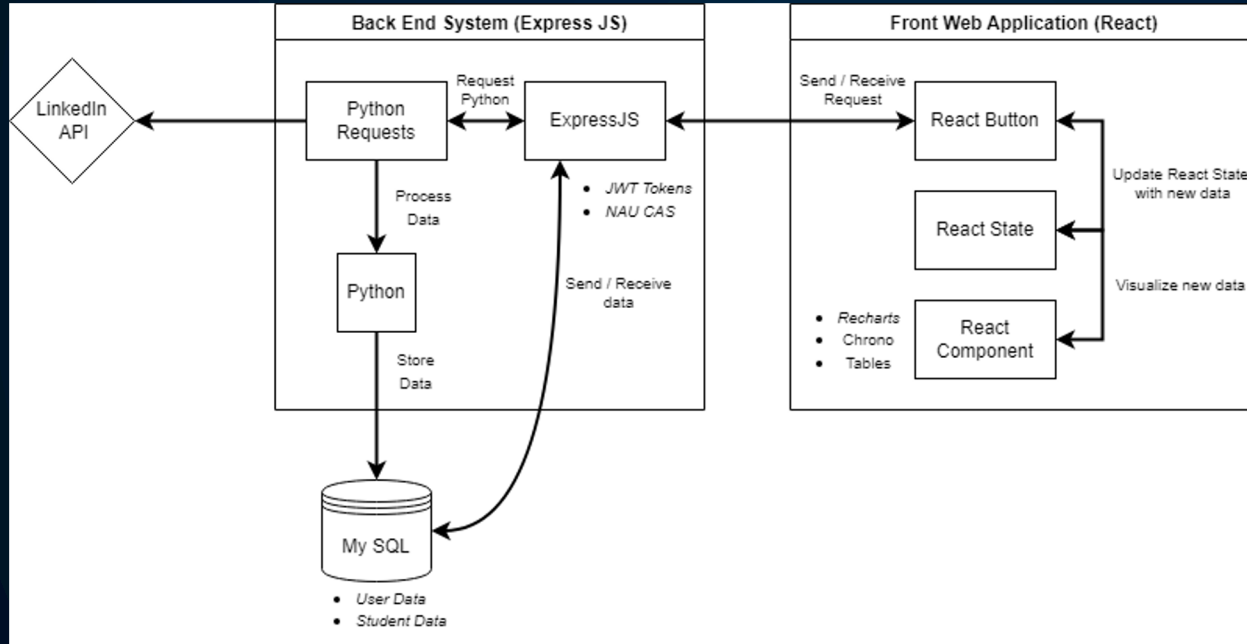 Back End System (Express JS)
Front Web Application (React)
LinkedIn
API
Python
Requests
Request
Python
ExpressJS
Send / Receive
Request
React Button
Process
Data
JWT Tokens
NAU CAS
Update React State
with new data
React State
Python
Send / Receive
data
Visualize new data
Recharts
Chrono
Tables
React
Component
Store
Data
My SQL
User Data
Student Data